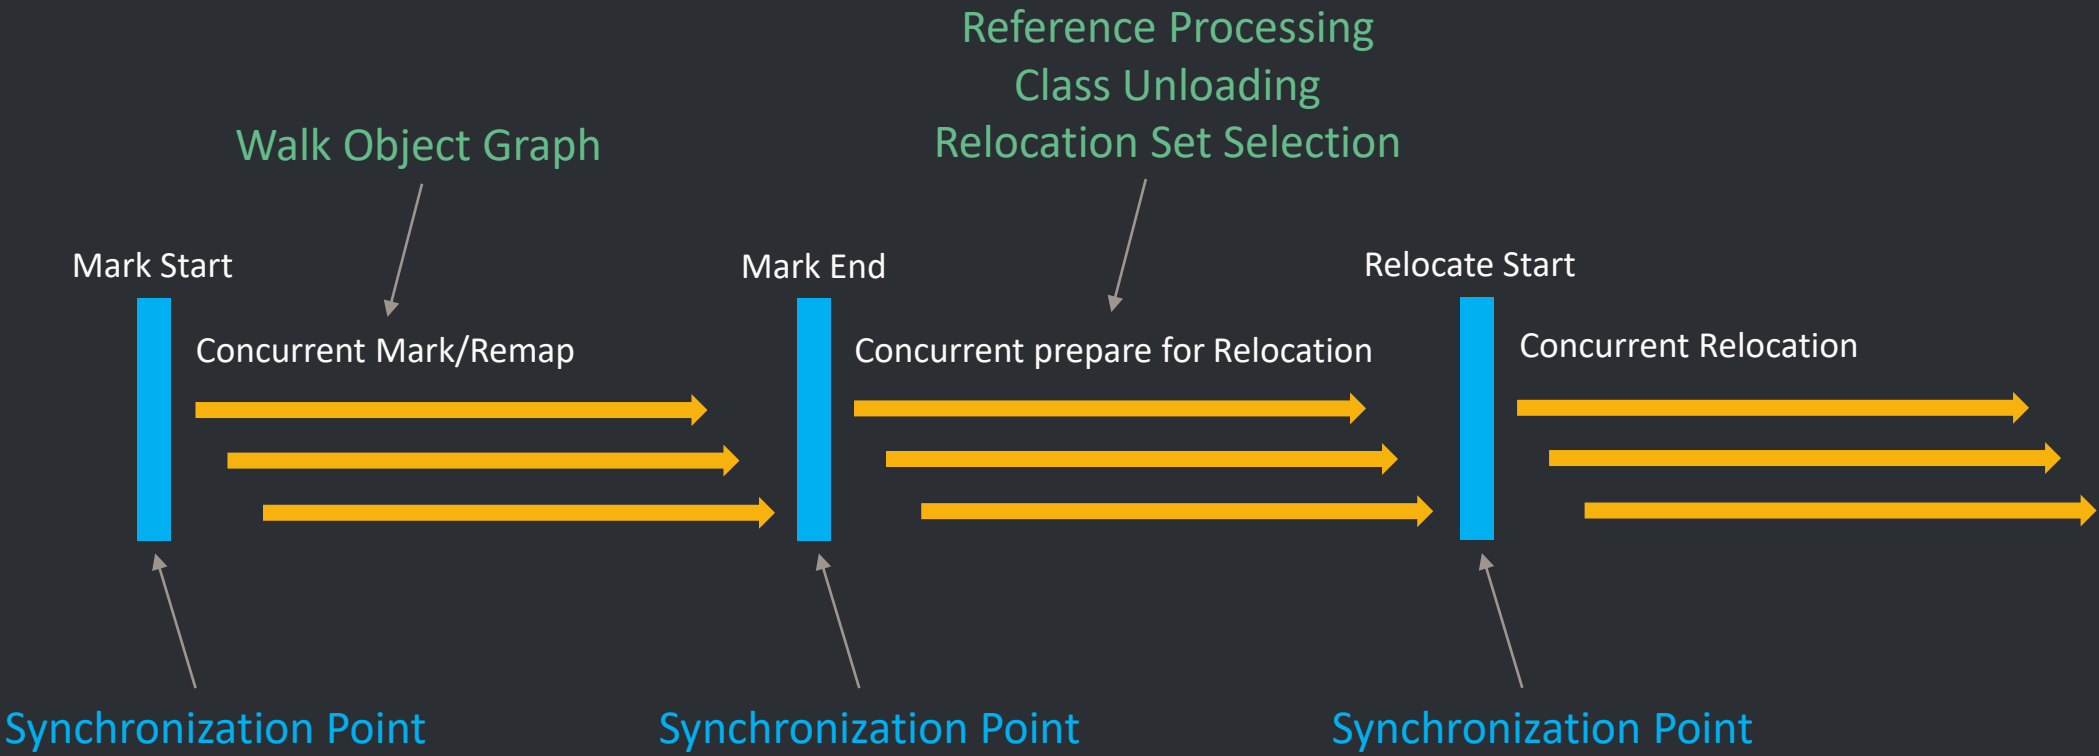 Reference Processing
Class Unloading
Relocation Set Selection
Walk Object Graph
Mark Start
Mark End
Relocate Start
Concurrent Mark/Remap
Concurrent prepare for Relocation
Concurrent Relocation
Synchronization Point
Synchronization Point
Synchronization Point